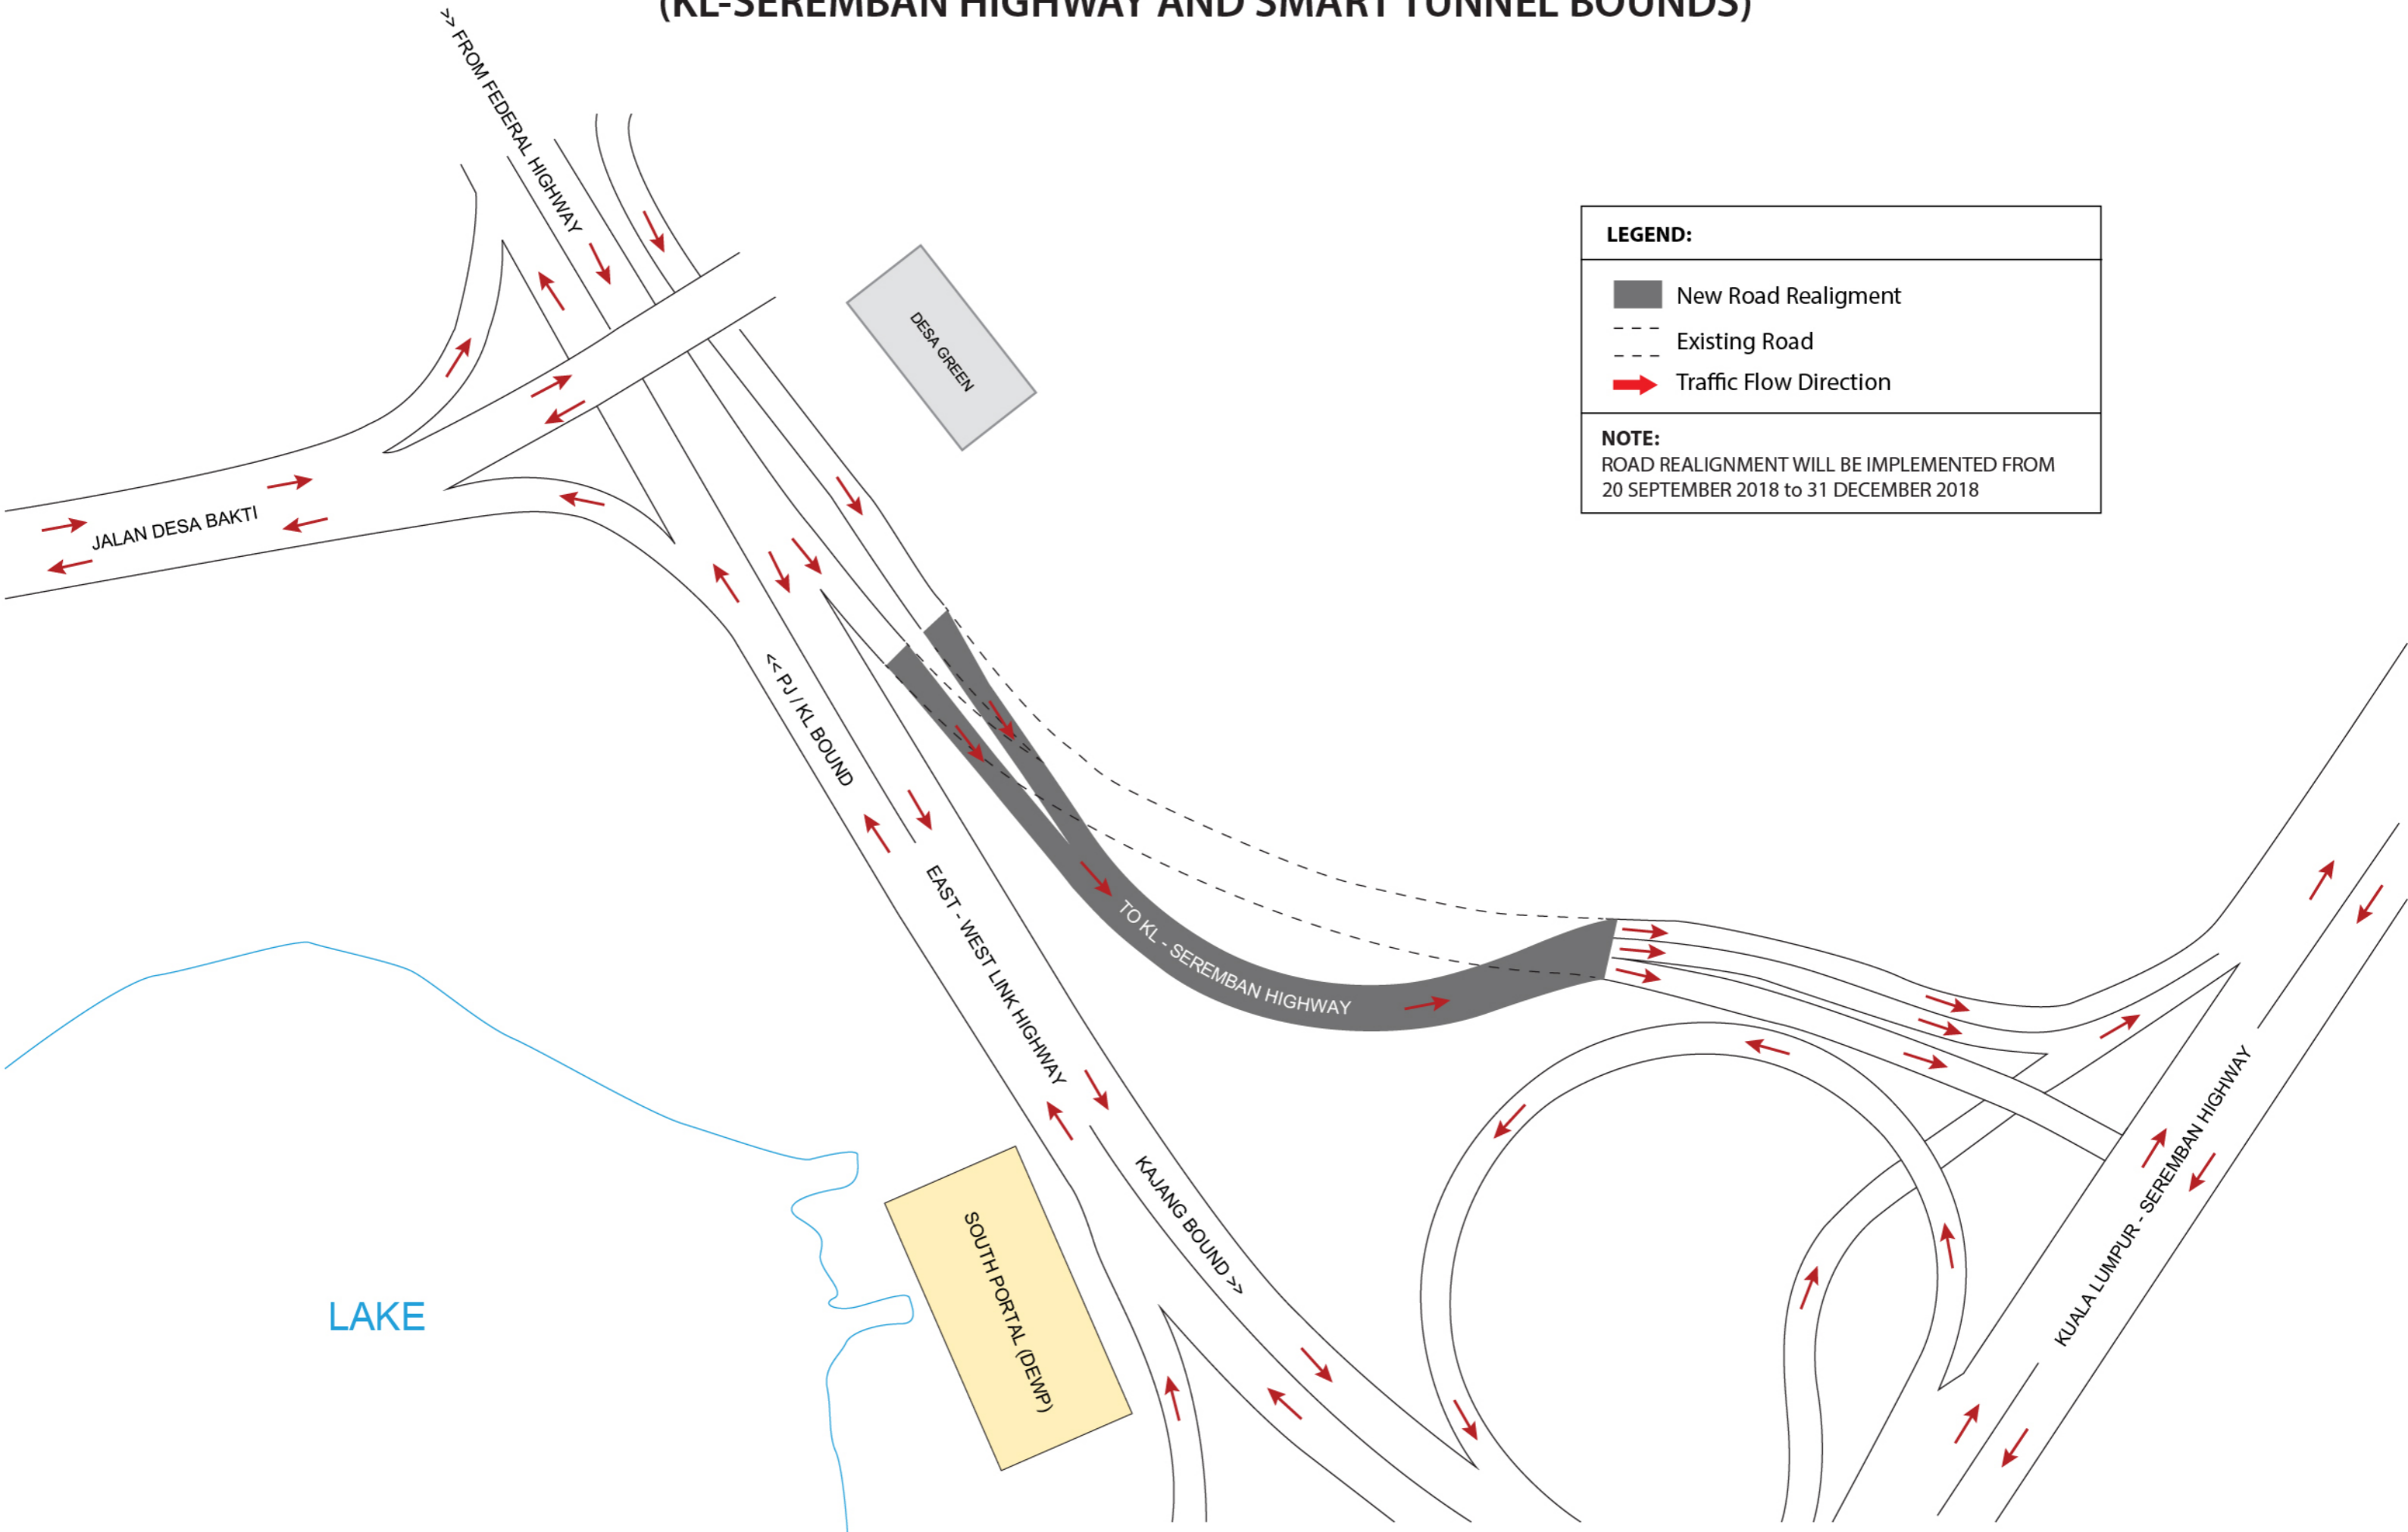 (KL-SEREMBAN HIGHWAY AND SMART TUNNEL BOUNDS)
>> FROM FEDERAL HIGHWAY
DESA GREEN
LEGEND:
New Road Realigment
Existing Road
Traffic Flow Direction
NOTE:
ROAD REALIGNMENT WILL BE IMPLEMENTED FROM
20 SEPTEMBER 2018 to 31 DECEMBER 2018
JALAN DESA BAKTI
<< PJ / KL BOUND
EAST - WEST LINK HIGHWAY
TO KL - SEREMBAN HIGHWAY
KAJANG BOUND >>
KUALA LUMPUR - SEREMBAN HIGHWAY
SOUTH PORTAL (DEWP)
LAKE